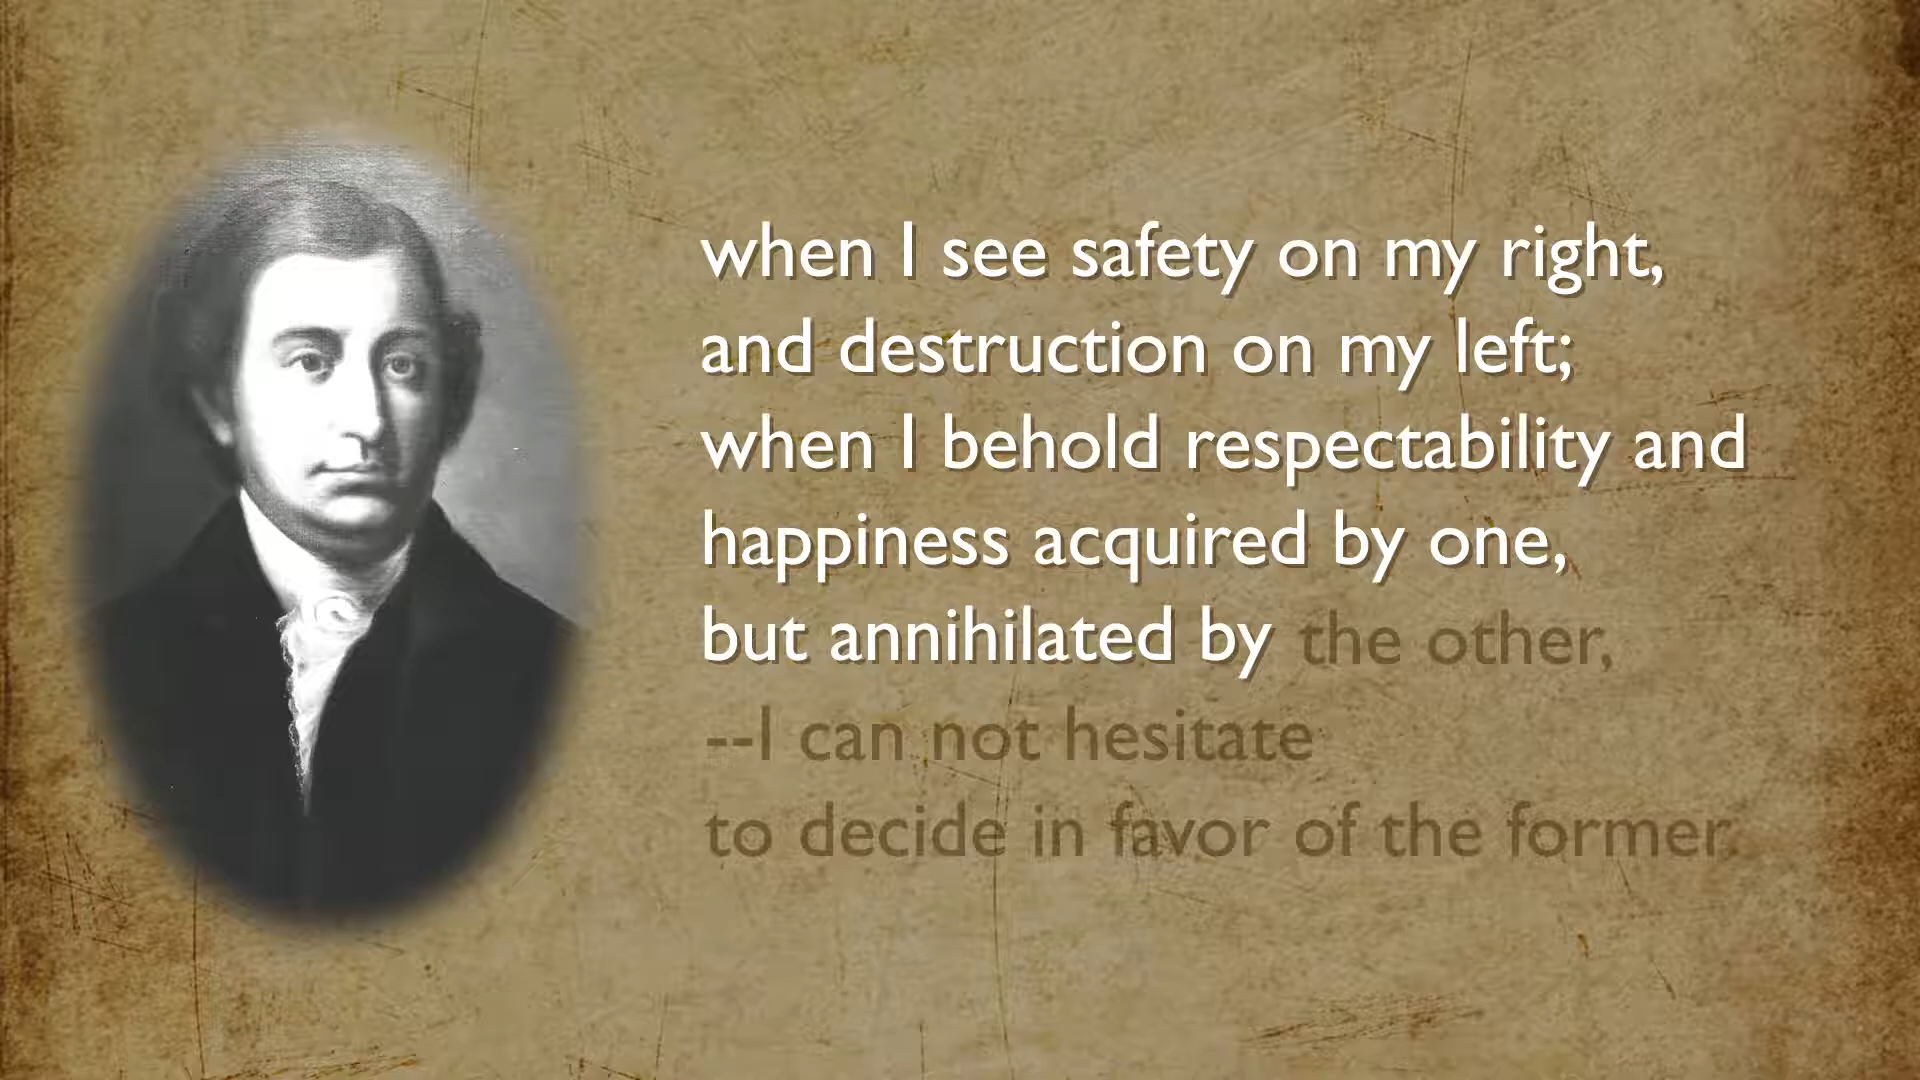 when I see safety on my right,
and destruction on my left;
when I behold respectability and
happiness acquired by one,
but annihilated by the other,
--I can not hesitate
to decide in favor of the former.